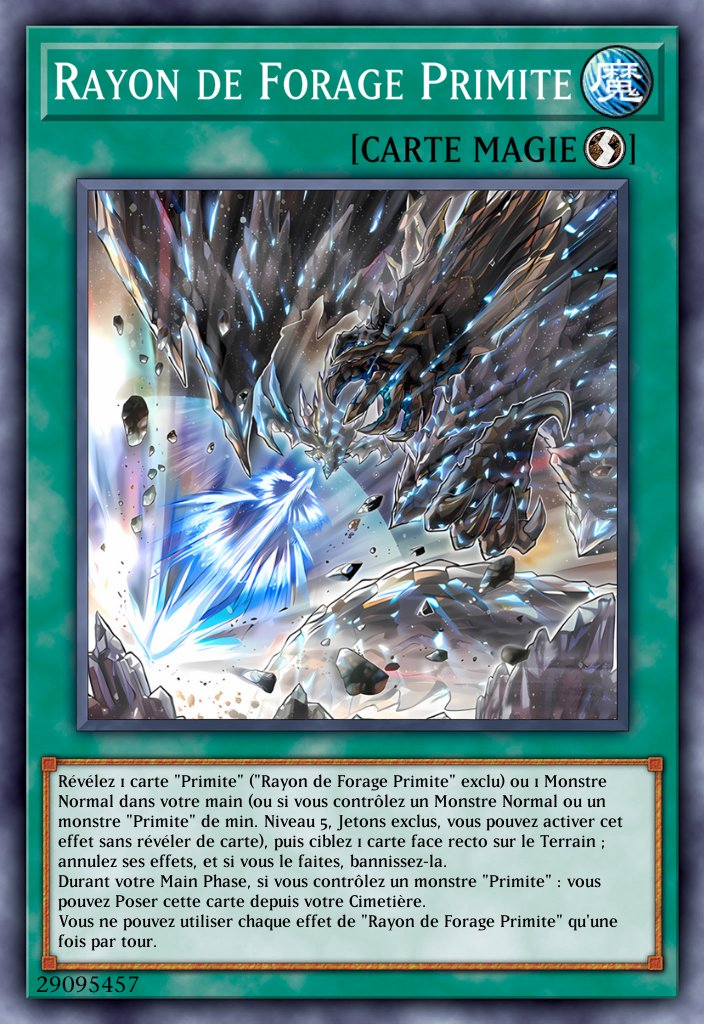 Rayon de Forage Primite 魔
[CARTE MAGIE]
Révélez 1 carte "Primite" ("Rayon de Forage Primite" exclu) ou 1 Monstre
Normal dans votre main (ou si vous contrôlez un Monstre Normal ou un
monstre "Primite" de min. Niveau 5, Jetons exclus, vous pouvez activer cet
effet sans révéler de carte), puis ciblez 1 carte face recto sur le Terrain ;
annulez ses effets, et si vous le faites, bannissez-la.
Durant votre Main Phase, si vous contrôlez un monstre "Primite" : vous
pouvez Poser cette carte depuis votre Cimetière.
Vous ne pouvez utiliser chaque effet de "Rayon de Forage Primite" qu'une
fois par tour.
29095457